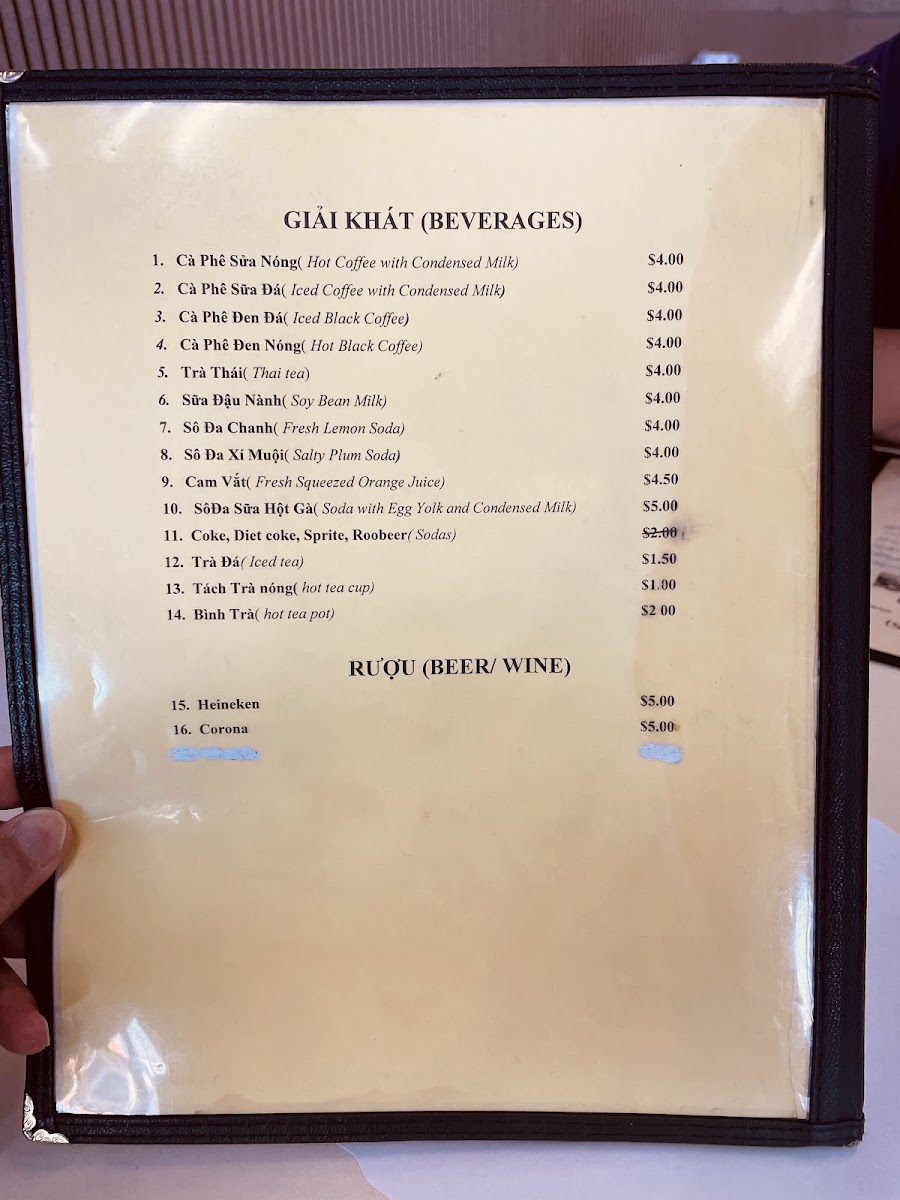 GIẢI KHÁT (BEVERAGES)
1. Cà Phê Sửa Nóng( Hot Coffee with Condensed Milk) $4.00
2. Cà Phê Sữa Đá( Iced Coffee with Condensed Milk) $4.00
3. Cà Phê Đen Đá( Iced Black Coffee) $4.00
4. Cà Phê Đen Nóng( Hot Black Coffee) $4.00
5. Trà Thái( Thai tea) $4.00
6. Sữa Đậu Nành( Soy Bean Milk) $4.00
7. Sô Đa Chanh( Fresh Lemon Soda) $4.00
8. Sô Đa Xí Muội( Salty Plum Soda) $4.00
9. Cam Vắt( Fresh Squeezed Orange Juice) $4.50
10. SôĐa Sữa Hột Gà( Soda with Egg Yolk and Condensed Milk) $5.00
11. Coke, Diet coke, Sprite, Roobeer( Sodas) $2.00
12. Trà Đá( Iced tea) $1.50
13. Tách Trà nóng( hot tea cup) $1.00
14. Bình Trà( hot tea pot) $2 00
RƯỢU (BEER/ WINE)
15. Heineken $5.00
16. Corona $5.00